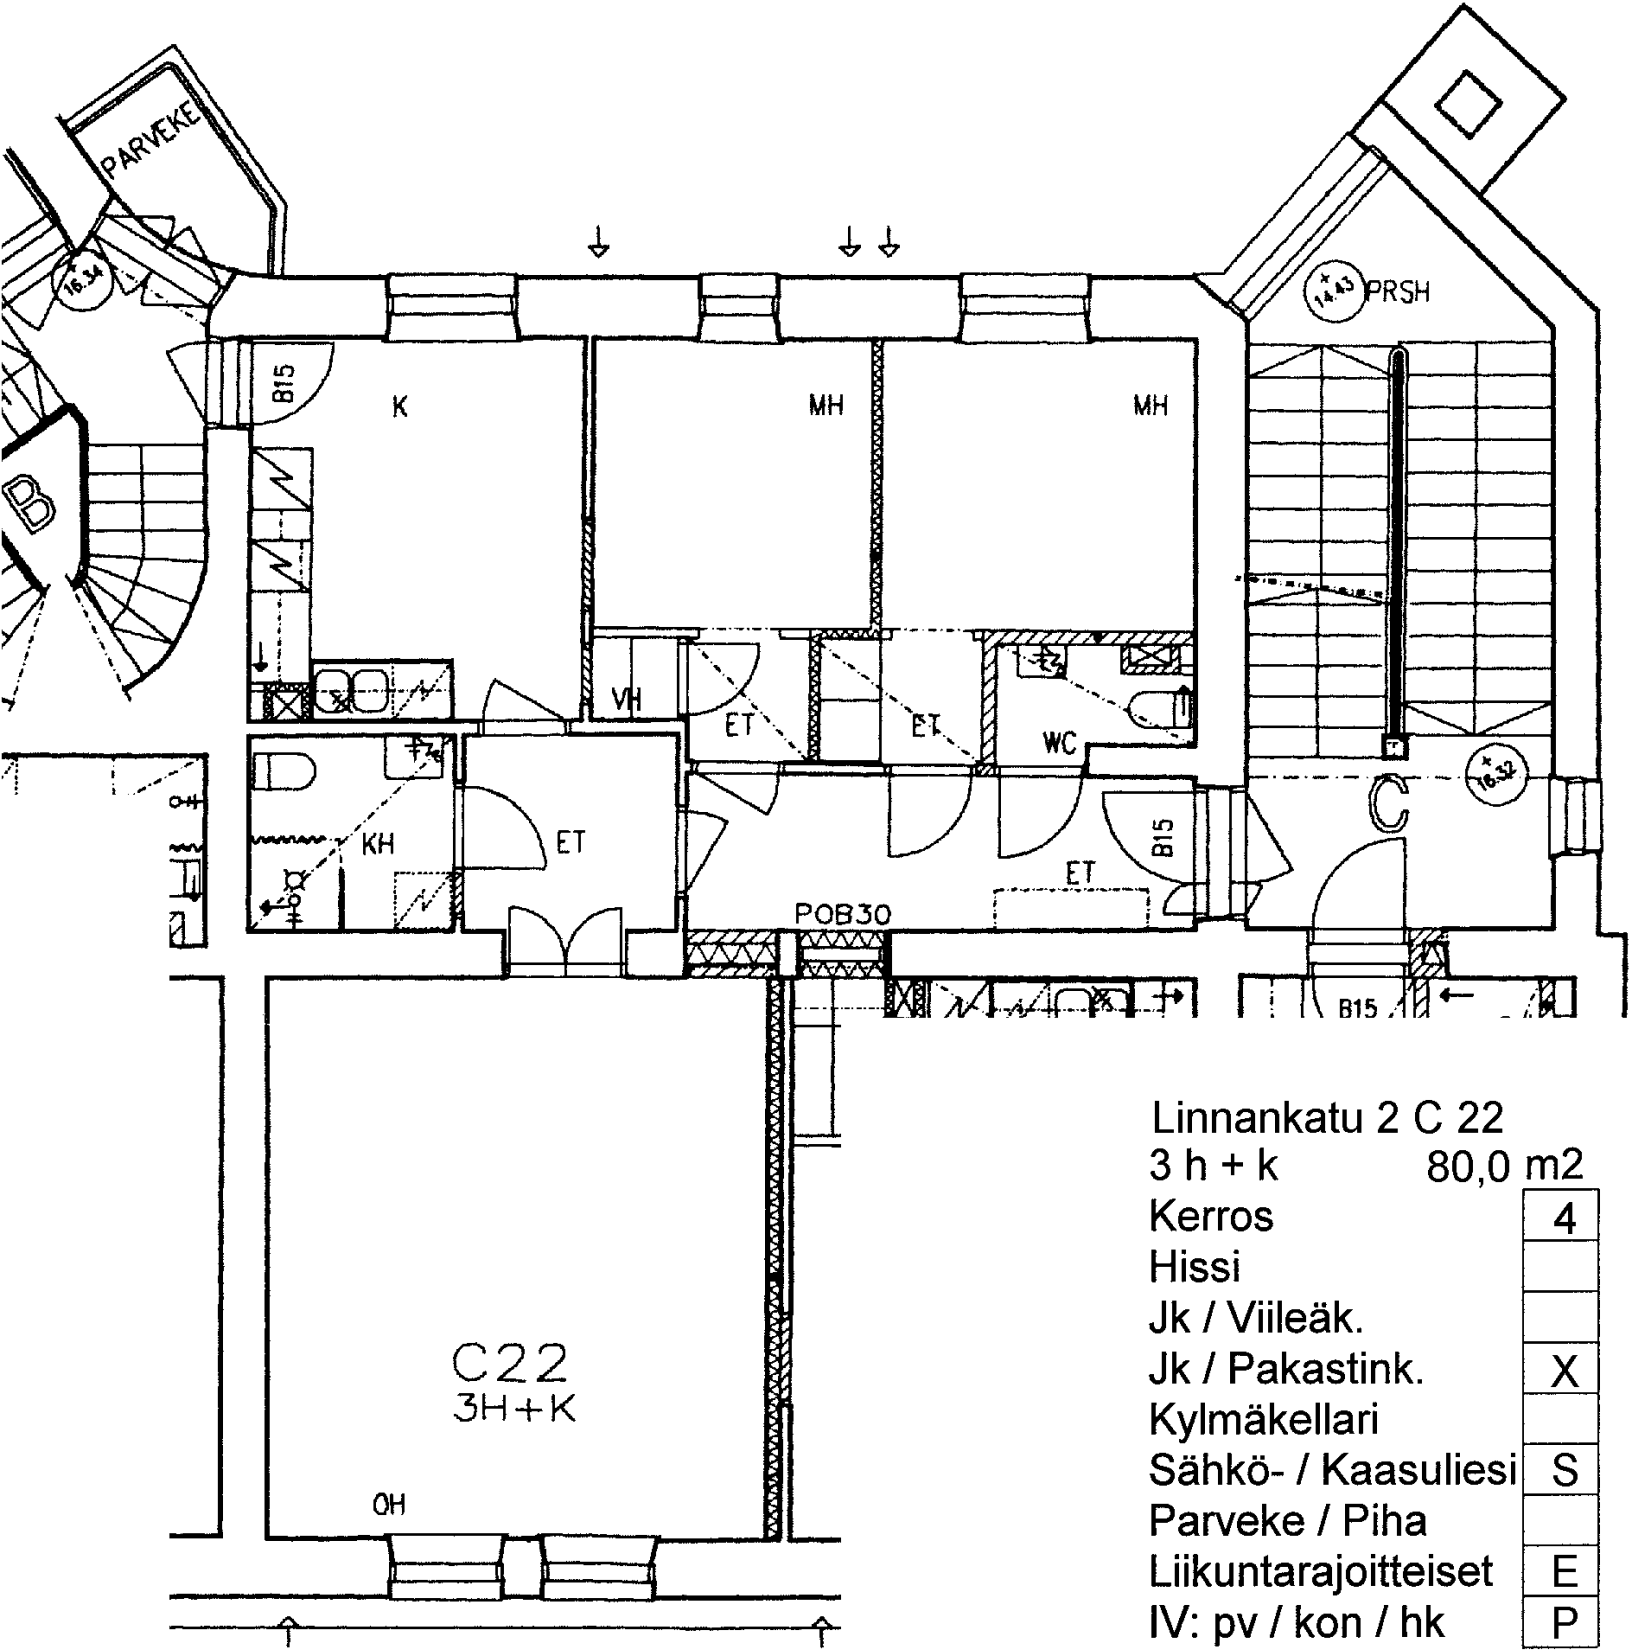 PARVEKE
16.34
14.43
PRSH
B15
K
MH
MH
B
VH
ET
ET
WC
16.32
C
KH
ET
B15
ET
POB30
B15
Linnankatu 2 C 22
3 h + k 80,0 m2
Kerros 4
Hissi
Jk / Viileäk.
C22
Jk / Pakastink. X
3H+K
Kylmäkellari
Sähkö- / Kaasuliesi S
OH
Parveke / Piha
Liikuntarajoitteiset E
IV: pv / kon / hk P